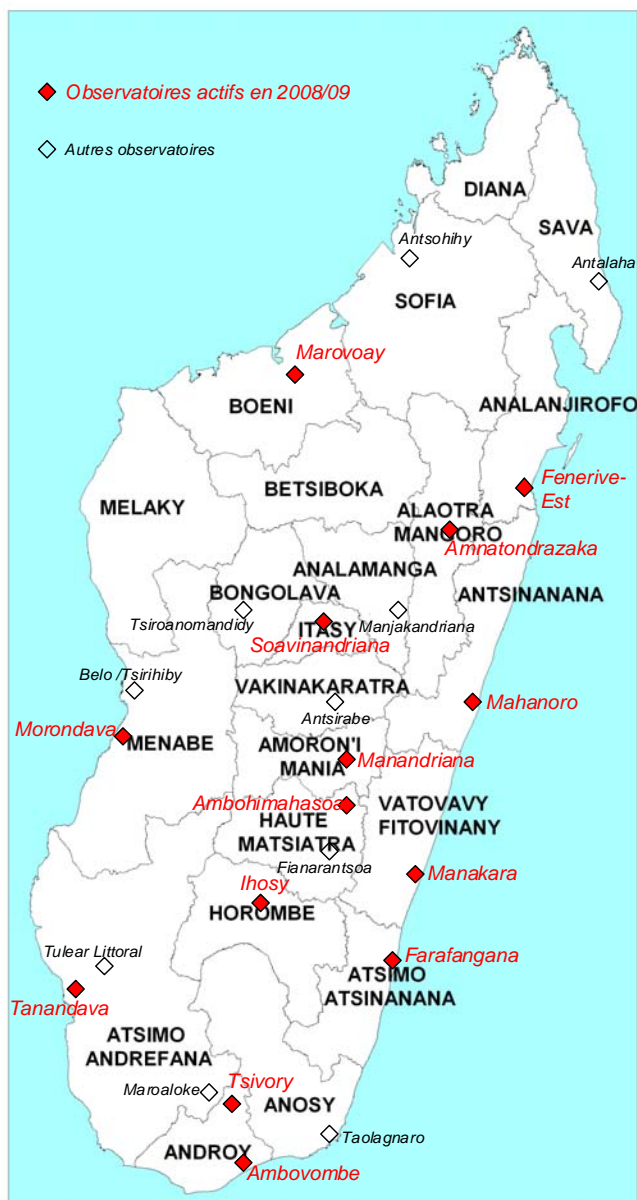 Observatoires actifs en 2008/09
Autres observatoires
DIANA
SAVA
Antsohihy
Antalaha
SOFIA
Marovoay
BOENI
ANALANJIROFO
Fenerive-
Est
BETSIBOKA
MELAKY
ALAOTRA
MANGORO
Amnatondrazaka
ANALAMANGA
BONGOLAVA
ANTSINANANA
Tsiroanomandidy
ITASY
Manjakandriana
Soavinandriana
Belo /Tsirihiby
VAKINAKARATRA
Antsirabe
Mahanoro
Morondava
MENABE
AMORON'I
MANIA
Manandriana
Ambohimahasoa
VATOVAVY
FITOVINANY
HAUTE
MATSIATRA
Fianarantsoa
Manakara
Ihosy
HOROMBE
Tulear Littoral
Farafangana
ATSIMO
ATSINANANA
Tanandava
ATSIMO
ANDREFANA
Maroaloke
Tsivory
ANOSY
Taolagnaro
ANDROY
Ambovombe